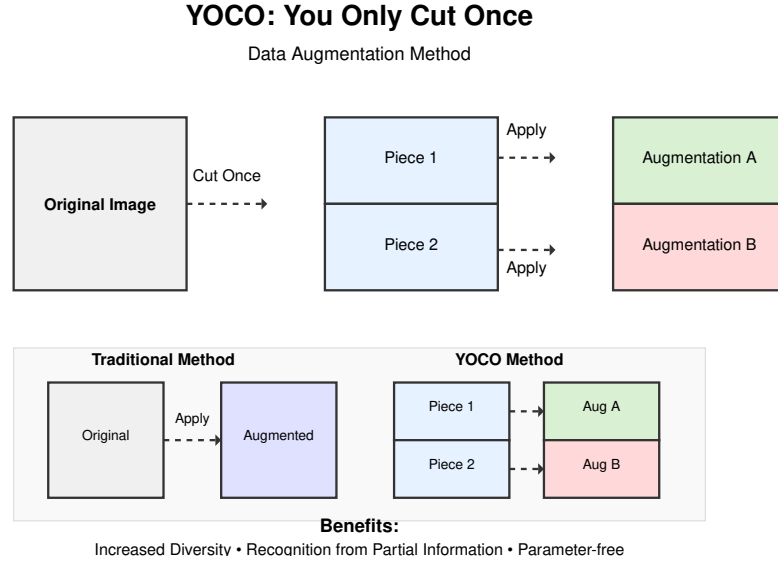 YOCO: You Only Cut Once
Data Augmentation Method
Original Image
Cut Once
Piece 1
Piece 2
Apply
Apply
Augmentation A
Augmentation B
Traditional Method
Original
Apply
Augmented
YOCO Method
Piece 1
Piece 2
Aug A
Aug B
Benefits:
Increased Diversity • Recognition from Partial Information • Parameter-free